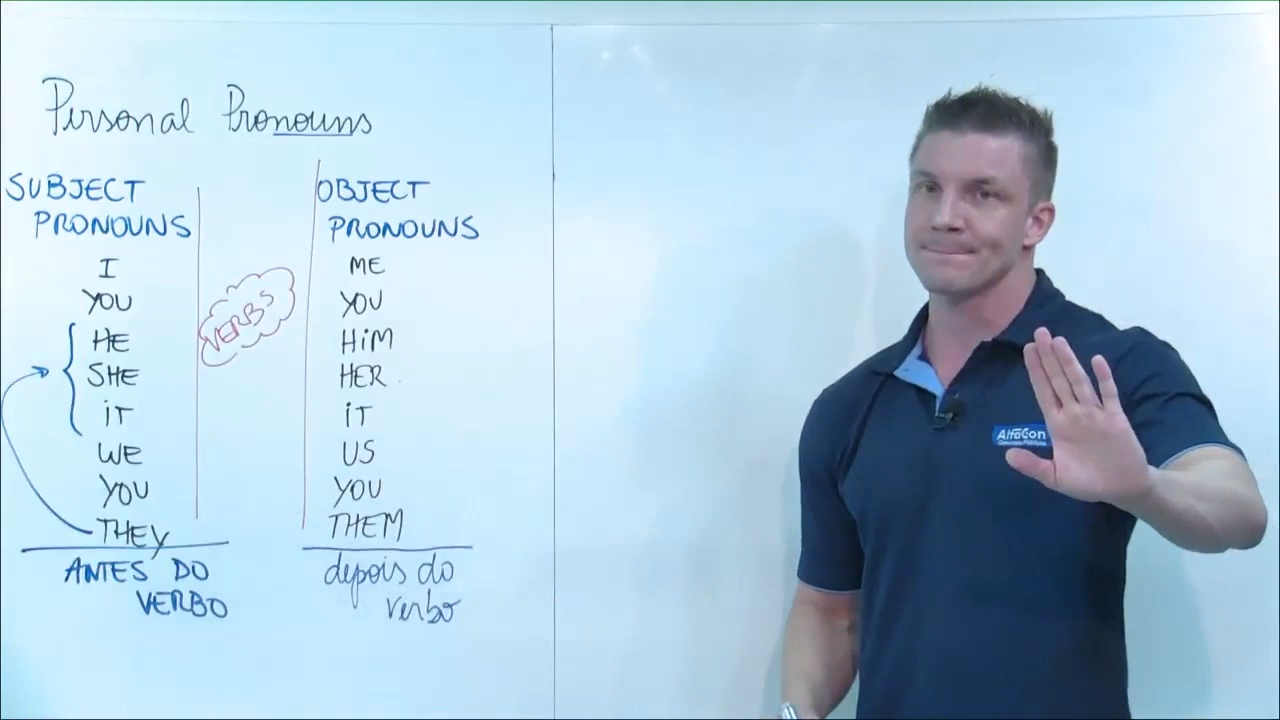 Personal Pronouns
SUBJECT
PRONOUNS
I
YOU
HE
SHE
iT
WE
YOU
THEY
ANTES DO
VERBO
VERBS
OBJECT
PRONOUNS
ME
YOU
HiM
HER
iT
US
YOU
THEM
depois do
verbo
AlfaCon